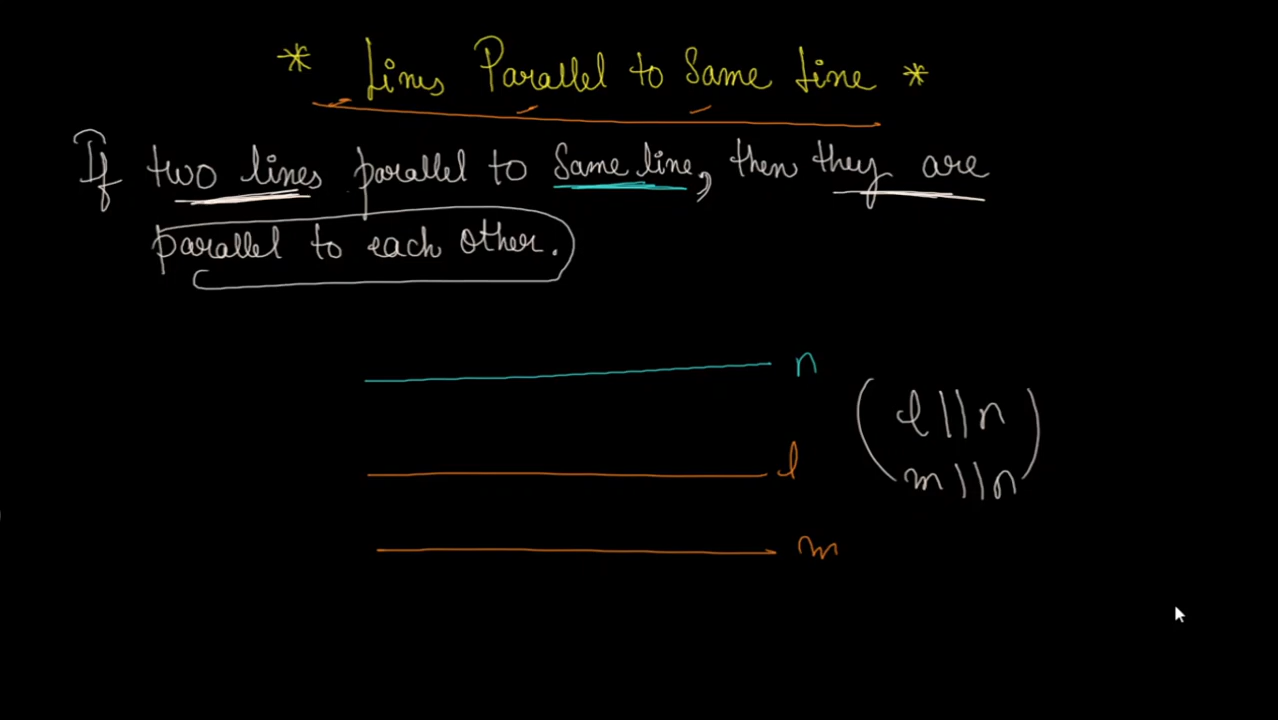 * Lines Parallel to Same Line *
If two lines parallel to Same line, then they are
parallel to each other.
n
l || n
l
m || n
m